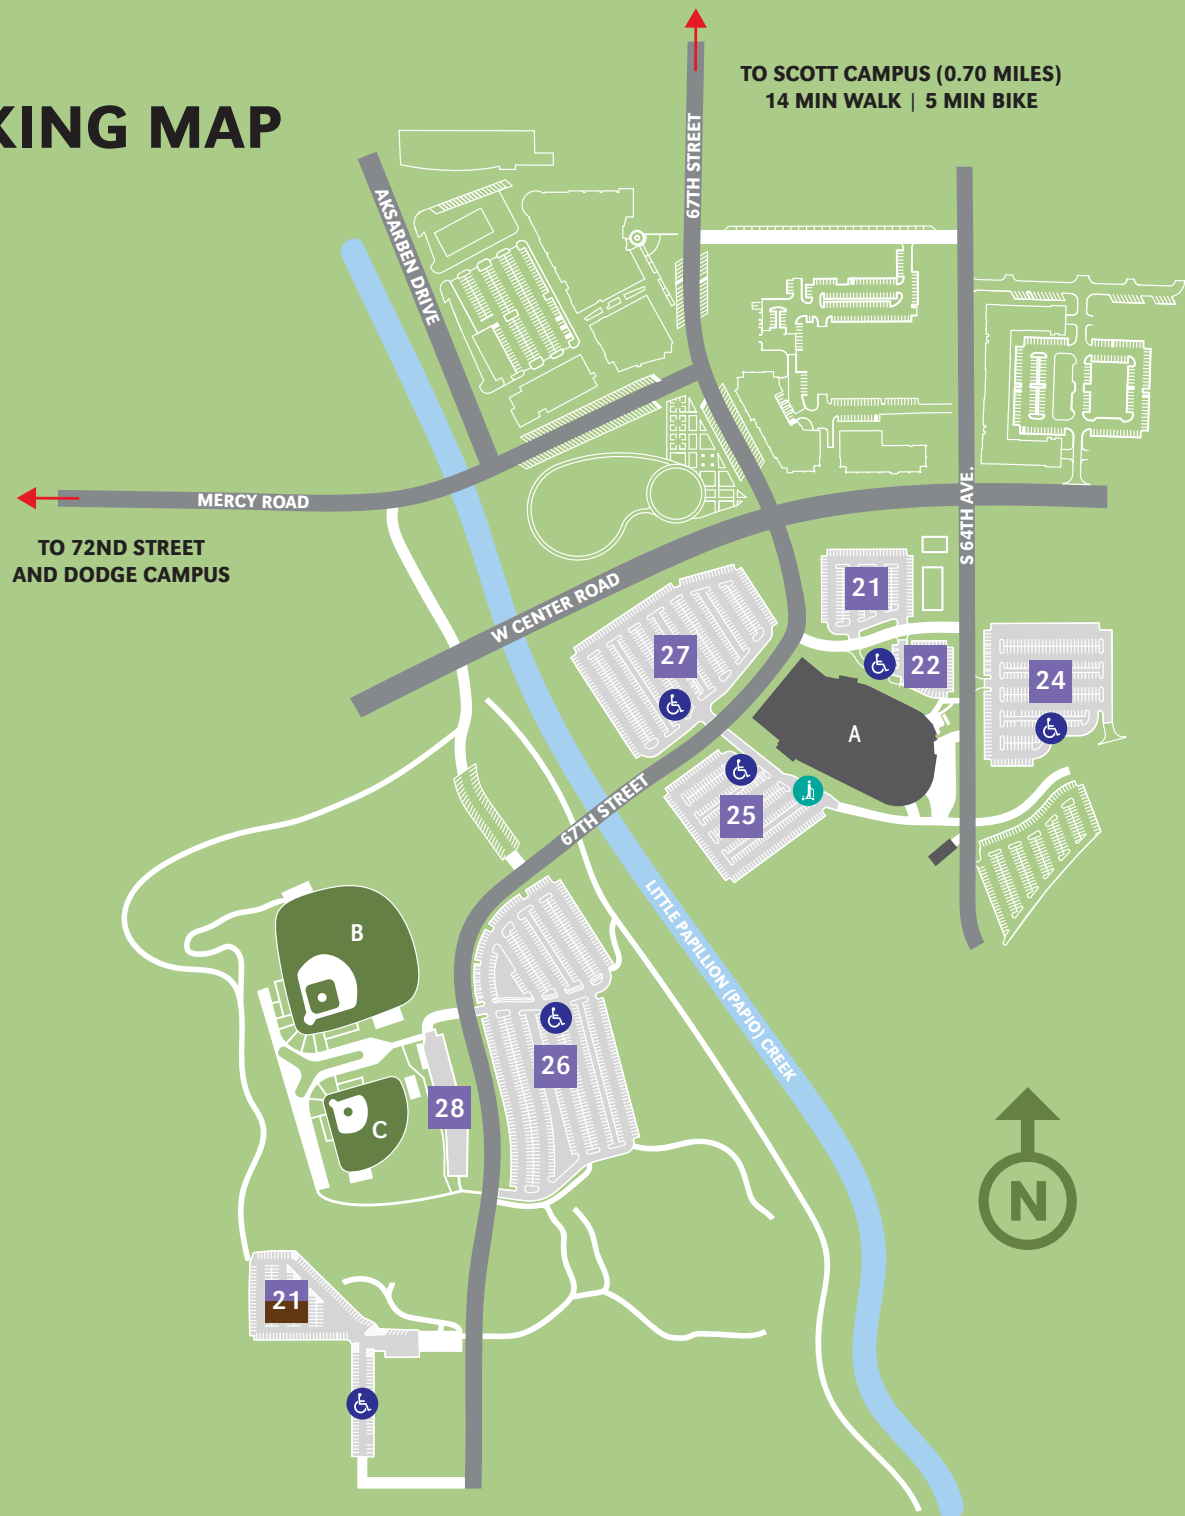 KING MAP
TO SCOTT CAMPUS (0.70 MILES)
14 MIN WALK | 5 MIN BIKE
67TH STREET
AKSARBEN DRIVE
MERCY ROAD
TO 72ND STREET
AND DODGE CAMPUS
S 64TH AVE.
W CENTER ROAD
21
27
22
24
A
25
67TH STREET
LITTLE PAPILLION (PAPIO) CREEK
B
26
28
C
N
21